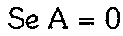 Se A = 0